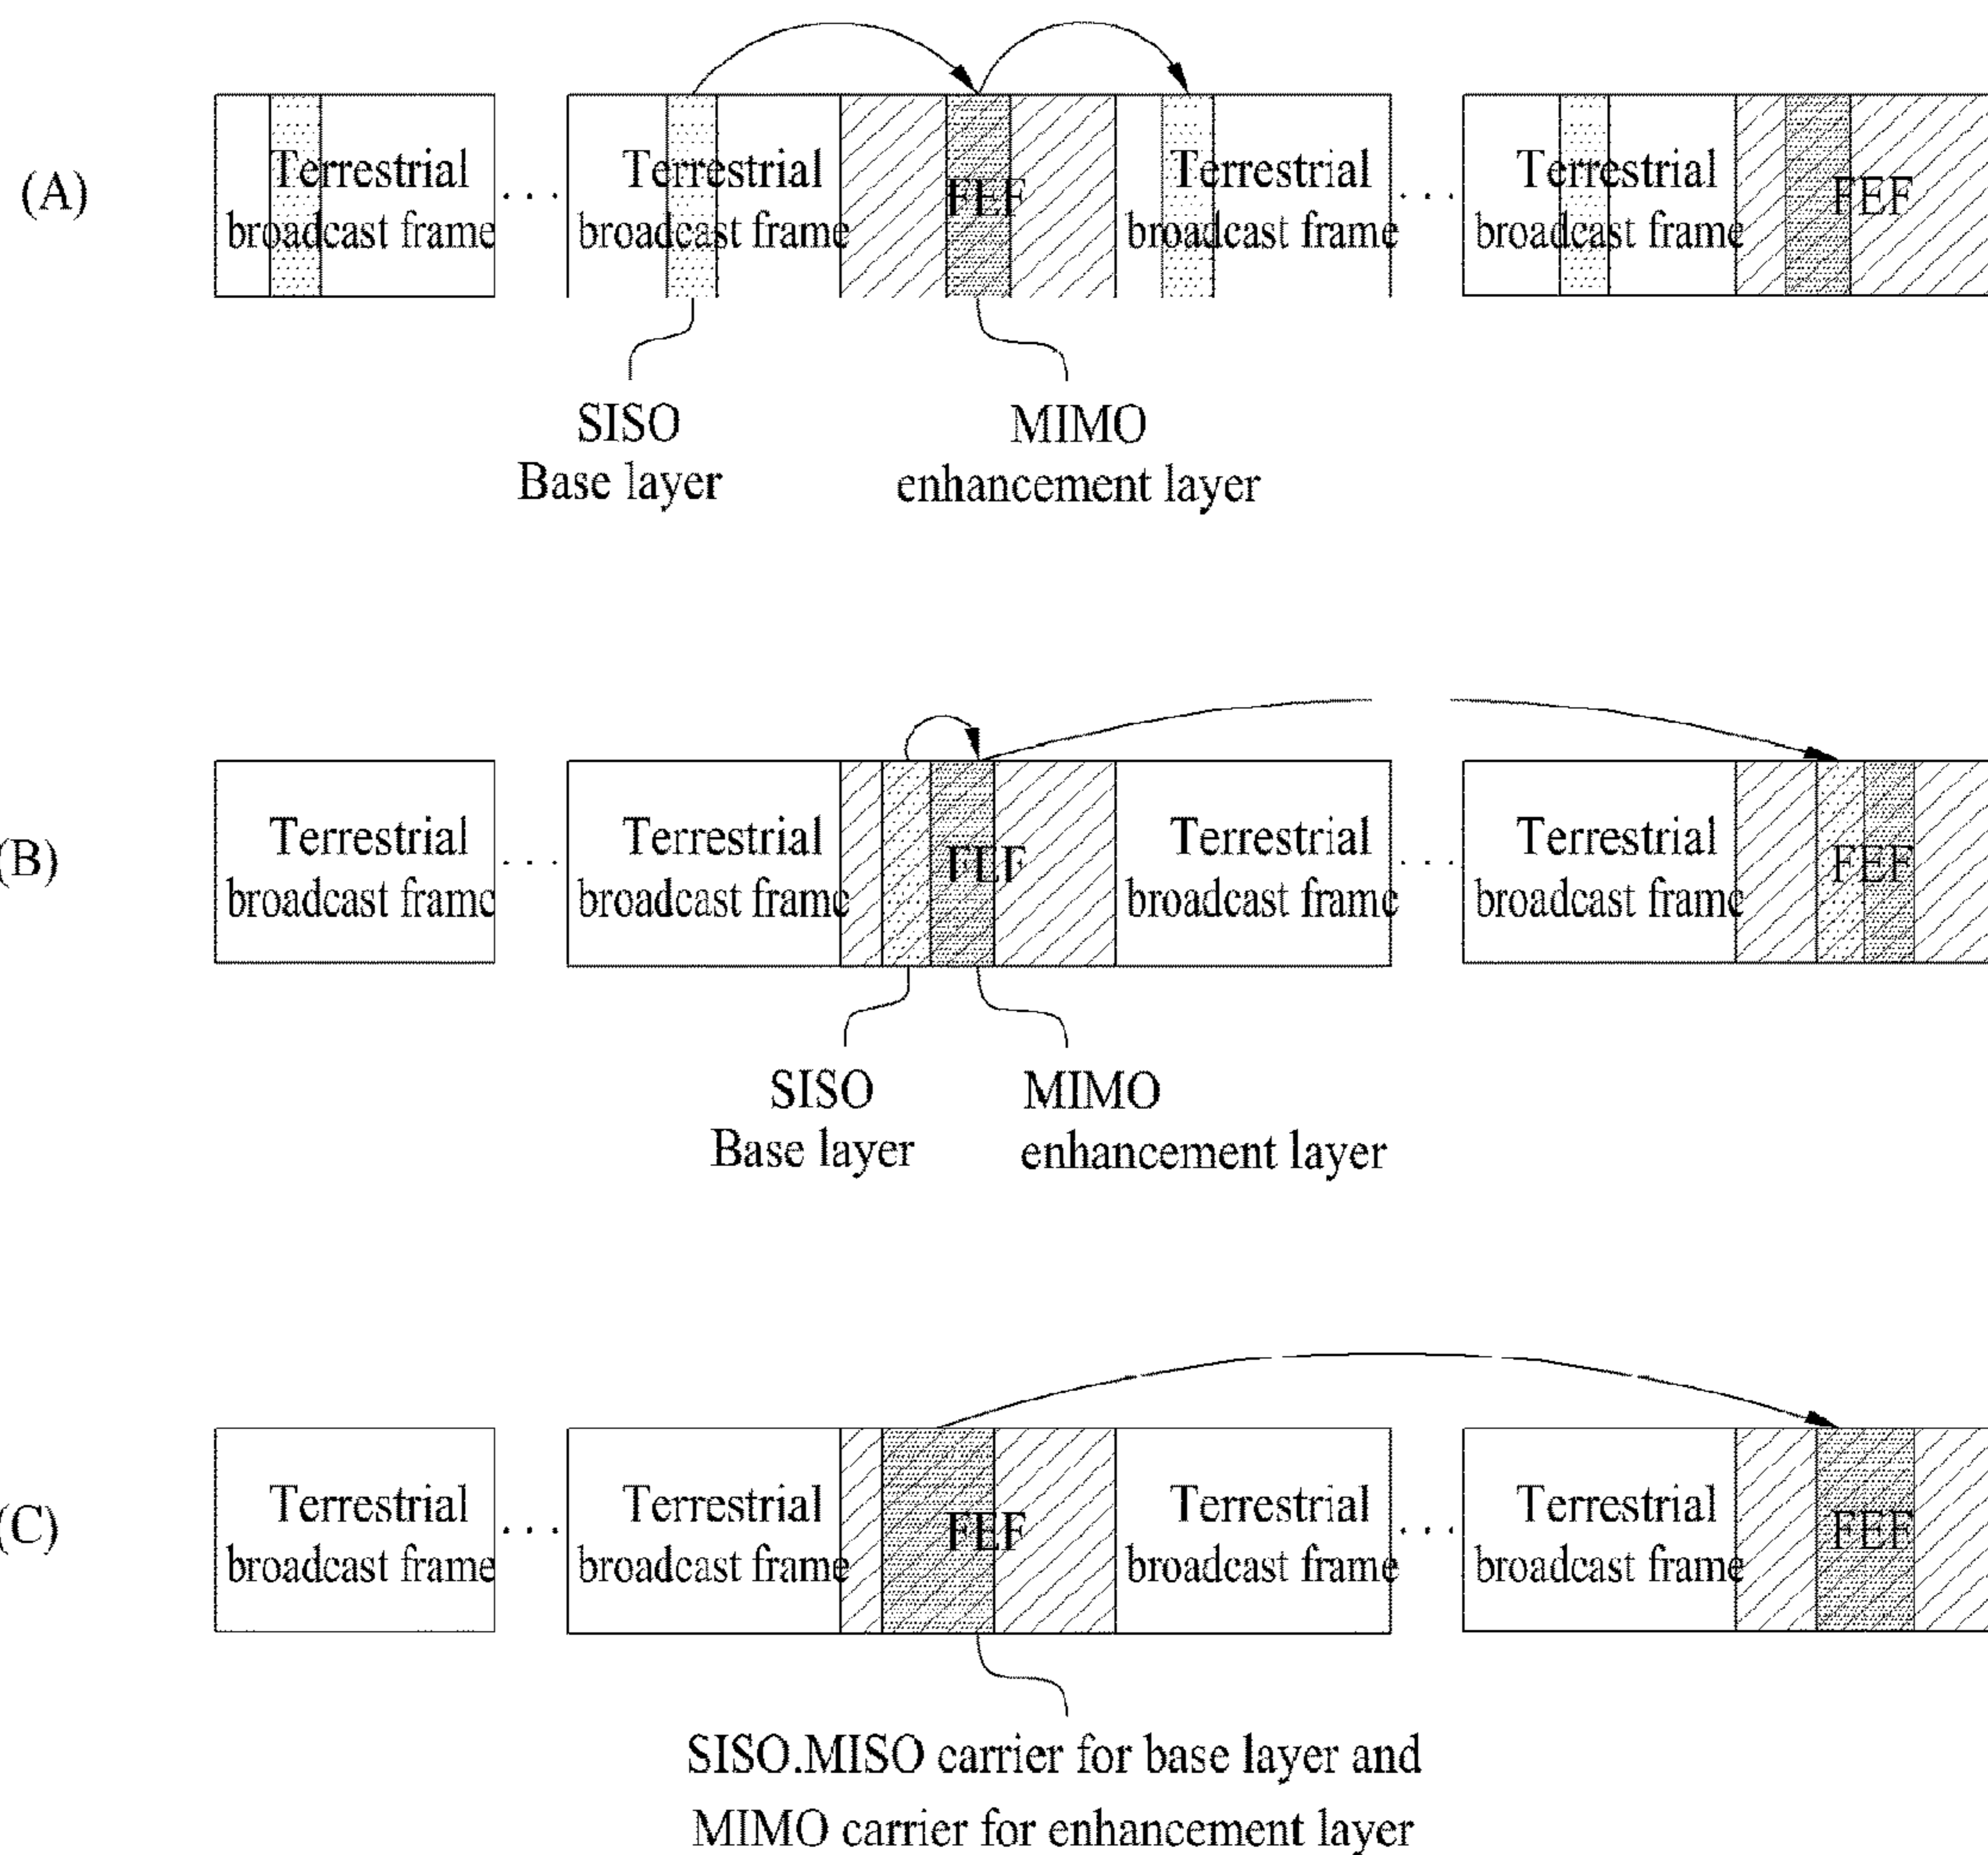 (A)
Terrestrial
broadcast frame
. . .
Terrestrial
broadcast frame
FEF
Terrestrial
broadcast frame
. . .
Terrestrial
broadcast frame
FEF
SISO
Base layer
MIMO
enhancement layer
(B)
Terrestrial
broadcast frame
. . .
Terrestrial
broadcast frame
FEF
Terrestrial
broadcast frame
. . .
Terrestrial
broadcast frame
FEF
SISO
Base layer
MIMO
enhancement layer
(C)
Terrestrial
broadcast frame
. . .
Terrestrial
broadcast frame
FEF
Terrestrial
broadcast frame
. . .
Terrestrial
broadcast frame
FEF
SISO.MISO carrier for base layer and
MIMO carrier for enhancement layer